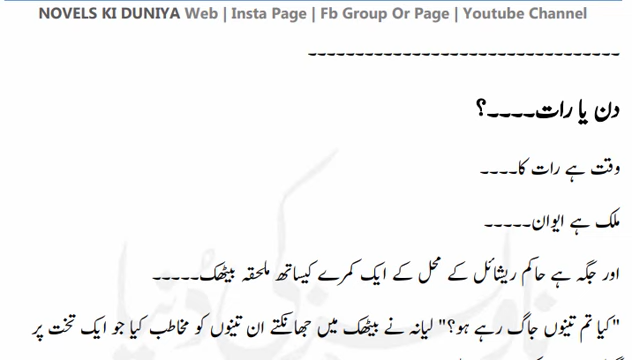 NOVELS KI DUNIYA Web | Insta Page | Fb Group Or Page | Youtube Channel
--------------------------------
دن یا رات۔۔۔۔؟
وقت ہے رات کا۔۔۔۔
ملک ہے ایوان۔۔۔۔۔
اور جگہ ہے حاکم ریشائل کے محل کے ایک کمرے کیساتھ ملحقہ بیٹھک۔۔۔۔۔
"کیا تم تینوں جاگ رہے ہو؟" لیانہ نے بیٹھک میں جھانکتے ان تینوں کو مخاطب کیا جو ایک تخت پر